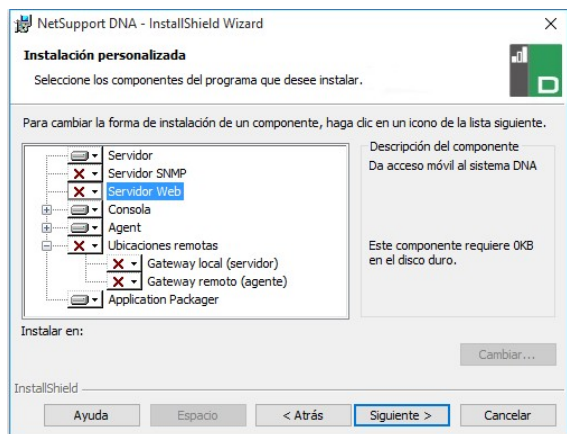 NetSupport DNA - InstallShield Wizard
Instalación personalizada
Seleccione los componentes del programa que desee instalar.
D
Para cambiar la forma de instalación de un componente, haga clic en un icono de la lista siguiente.
Servidor
Servidor SNMP
Servidor Web
Consola
Agent
Ubicaciones remotas
Gateway local (servidor)
Gateway remoto (agente)
Application Packager
Descripción del componente
Da acceso móvil al sistema DNA
Este componente requiere 0KB
en el disco duro.
Instalar en:
Cambiar...
InstallShield
Ayuda
Espacio
< Atrás
Siguiente >
Cancelar